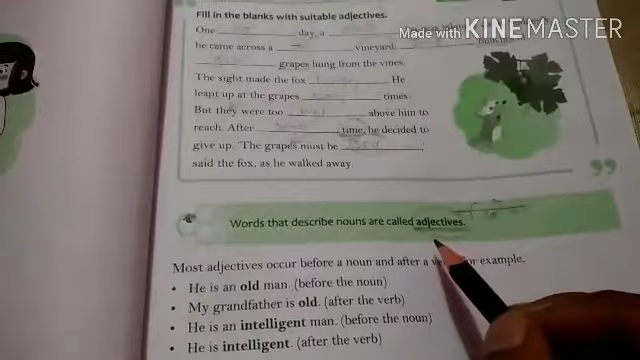 Made with KINEMASTER
Fill in the blanks with suitable adjectives.
One day, a
he came across a vineyard.
grapes hung from the vines.
The sight made the fox He
leapt up at the grapes times.
But they were too above him to
reach. After time, he decided to
give up. 'The grapes must be
said the fox, as he walked away.
Words that describe nouns are called adjectives.
Most adjectives occur before a noun and after a verb. For example,
• He is an old man. (before the noun)
• My grandfather is old. (after the verb)
• He is an intelligent man. (before the noun)
• He is intelligent. (after the verb)